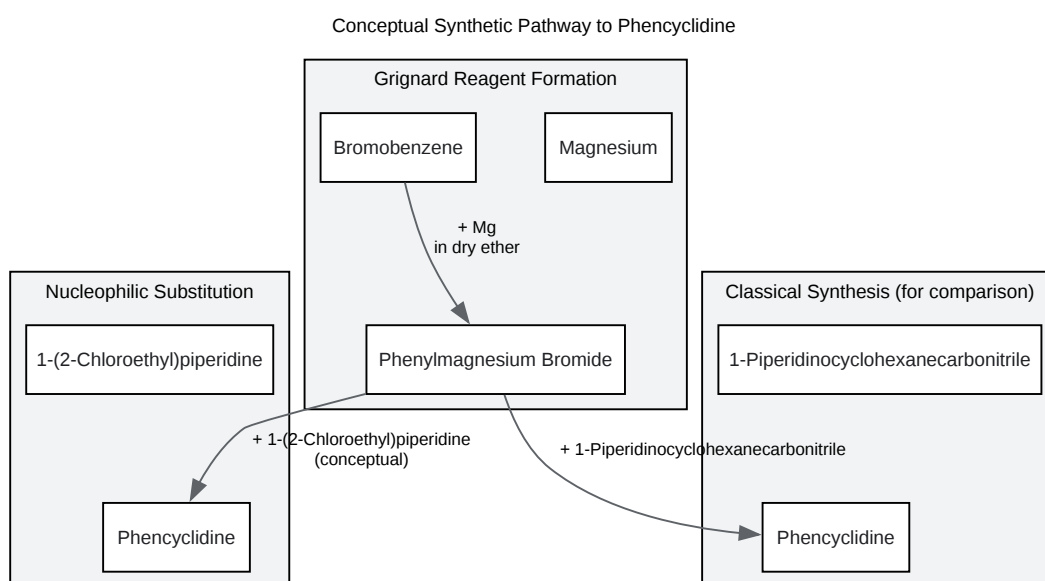 Conceptual Synthetic Pathway to Phencyclidine
Grignard Reagent Formation
Bromobenzene
Magnesium
+ Mg
in dry ether
Nucleophilic Substitution
Classical Synthesis (for comparison)
1-(2-Chloroethyl)piperidine
Phenylmagnesium Bromide
1-Piperidinocyclohexanecarbonitrile
+ 1-(2-Chloroethyl)piperidine
(conceptual)
+ 1-Piperidinocyclohexanecarbonitrile
Phencyclidine
Phencyclidine